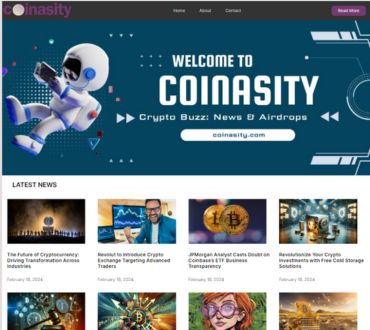 coinasity
Home About Contact Read More
WELCOME TO
COINASITY
Crypto Buzz: News & Airdrops
coinasity.com
LATEST NEWS
The Future of Cryptocurrency:
Driving Transformation Across
Industries
February 18, 2024
Revolut to Introduce Crypto
Exchange Targeting Advanced
Traders
February 18, 2024
JPMorgan Analyst Casts Doubt on
Coinbase's ETF Business
Transparency
February 18, 2024
Revolutionize Your Crypto
Investments with Free Cold Storage
Solutions
February 18, 2024